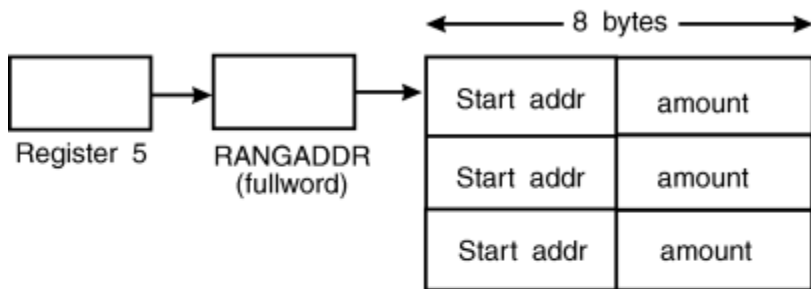 8 bytes
Start addr amount
Register 5
RANGADDR
(fullword)
Start addr amount
Start addr amount